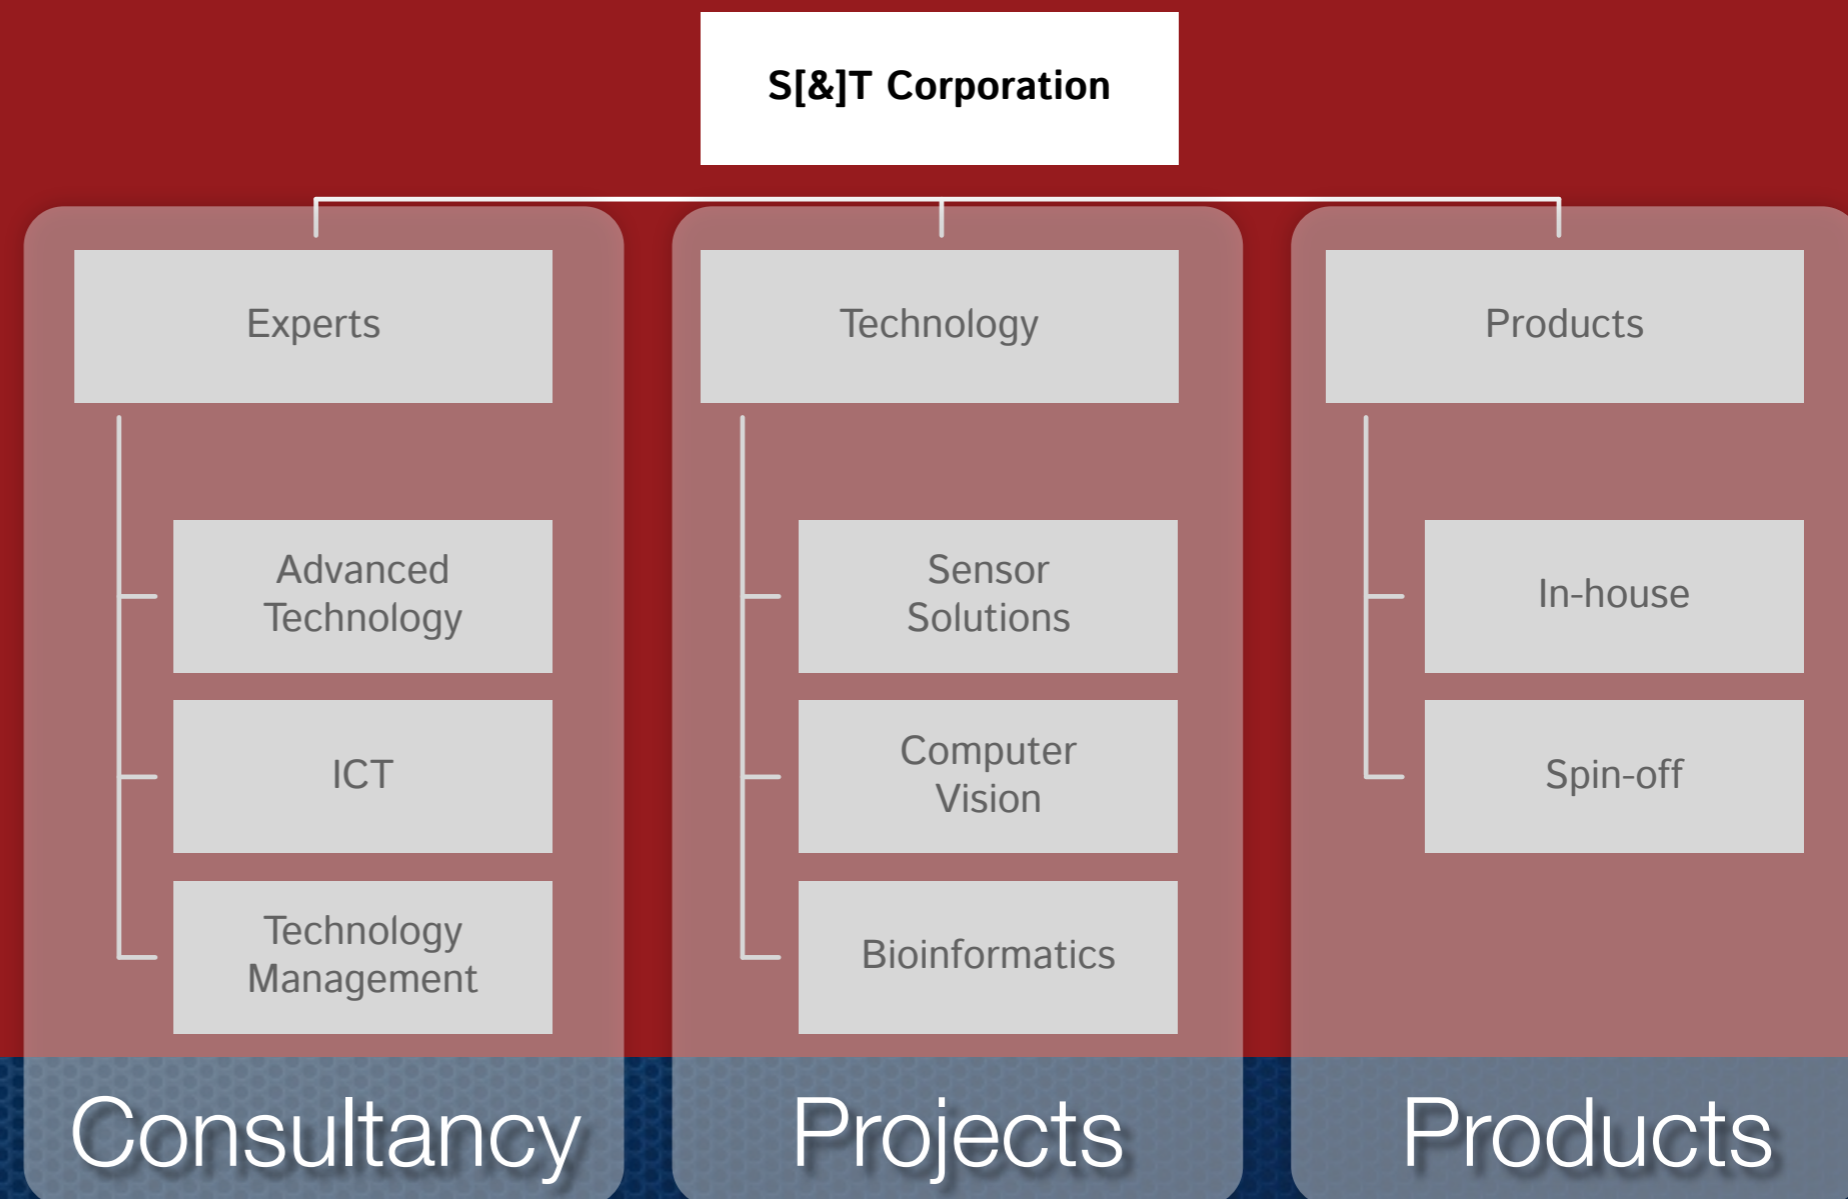 S[&]T Corporation
Experts
Technology
Products
Advanced
Technology
ICT
Technology
Management
Sensor
Solutions
Computer
Vision
Bioinformatics
In-house
Spin-off
Consultancy
Projects
Products